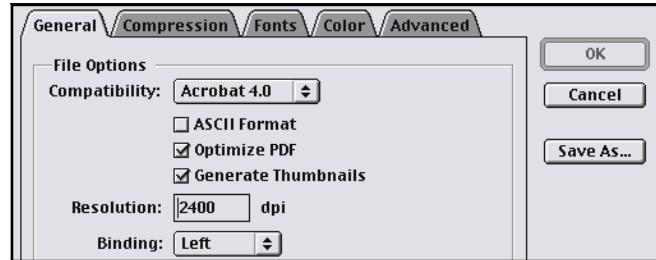 General Compression Fonts Color Advanced
File Options
Compatibility: Acrobat 4.0
ASCII Format
Optimize PDF
Generate Thumbnails
Resolution: 2400 dpi
Binding: Left
OK
Cancel
Save As...